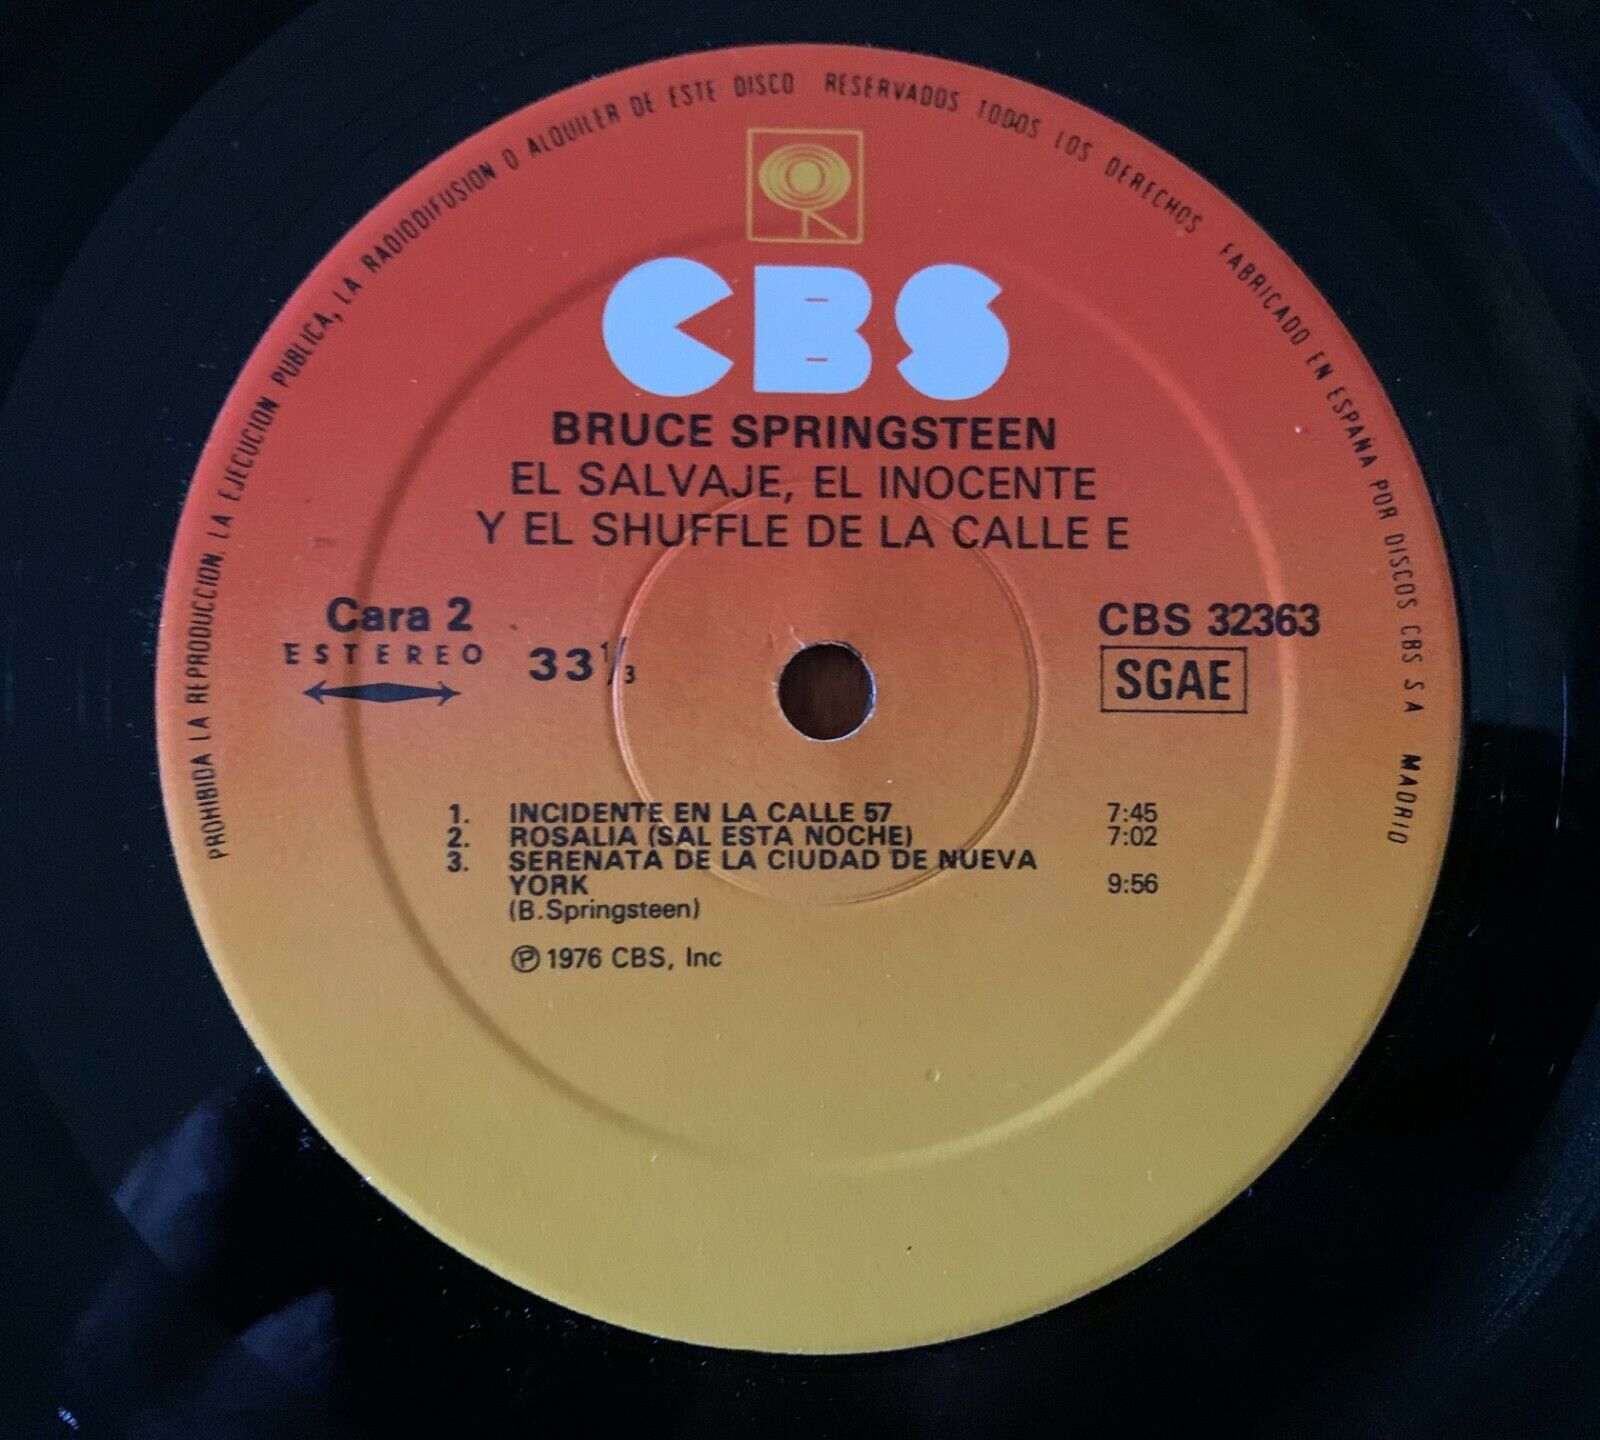 PROHIBIDA LA REPRODUCCION, LA EJECUCION PUBLICA, LA RADIODIFUSION O ALQUILER DE ESTE DISCO RESERVADOS TODOS LOS DERECHOS FABRICADO EN ESPAÑA POR DISCOS CBS S A MADRID
CBS
BRUCE SPRINGSTEEN
EL SALVAJE, EL INOCENTE
Y EL SHUFFLE DE LA CALLE E
Cara 2
ESTEREO
33 1/3
CBS 32363
SGAE
1. INCIDENTE EN LA CALLE 57 7:45
2. ROSALIA (SAL ESTA NOCHE) 7:02
3. SERENATA DE LA CIUDAD DE NUEVA
YORK 9:56
(B.Springsteen)
℗ 1976 CBS, Inc